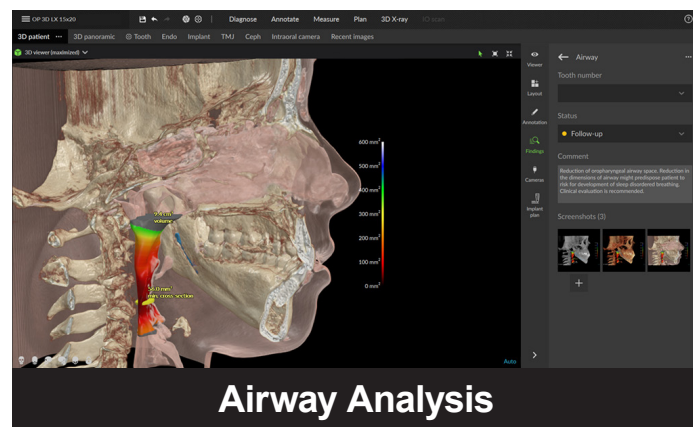 OP 3D LX 15x20
Diagnose
Annotate
Measure
Plan
3D X-ray
IO scan
3D patient
3D panoramic
Tooth
Endo
Implant
TMJ
Ceph
Intraoral camera
Recent images
3D viewer (maximized)
Viewer
Layout
Annotation
Findings
Cameras
Implant
plan
Airway
Tooth number
Status
Follow-up
Comment
Reduction of oropharyngeal airway space. Reduction in
the dimensions of airway might predispose patient to
risk for development of sleep disordered breathing.
Clinical evaluation is recommended.
Screenshots (3)
600 mm²
500 mm²
400 mm²
300 mm²
200 mm²
100 mm²
0 mm²
volume
min. cross section
Auto
Airway Analysis